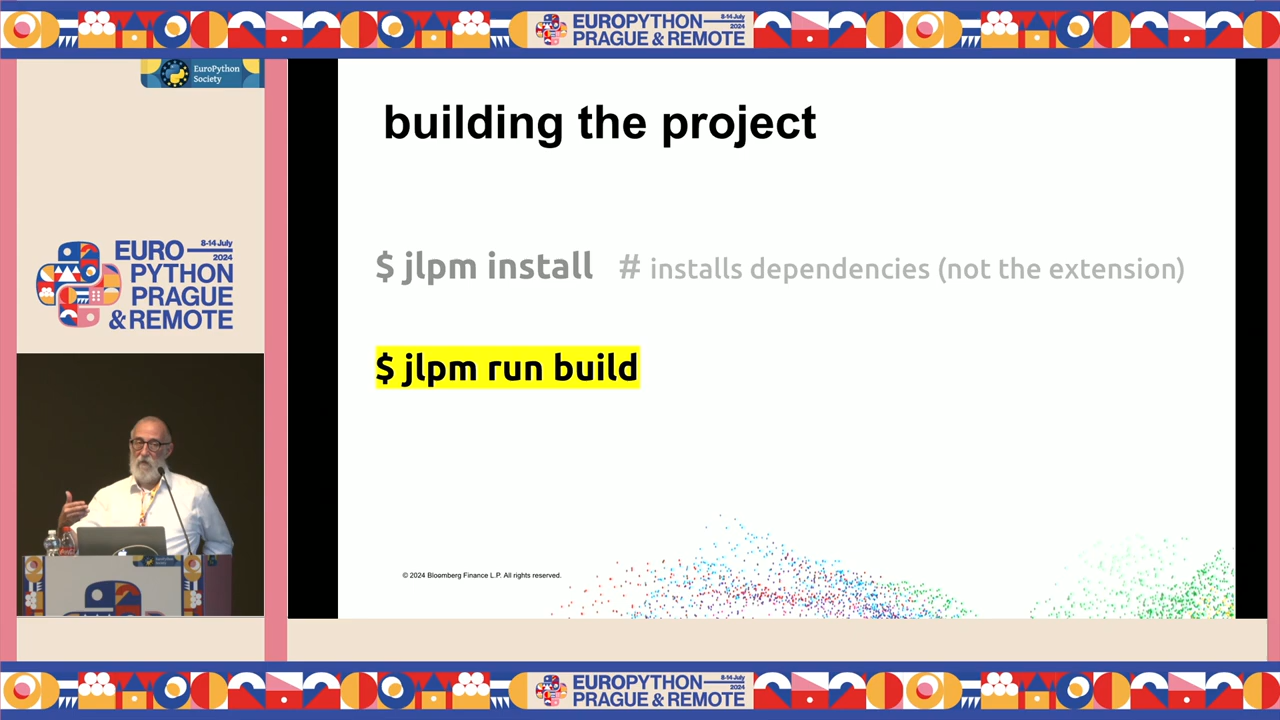 EUROPYTHON
8-14 July
2024
PRAGUE & REMOTE
EuroPython
Society
building the project
$ jlpm install # installs dependencies (not the extension)
$ jlpm run build
EURO
8-14 July
2024
PYTHON
PRAGUE
& REMOTE
© 2024 Bloomberg Finance L.P. All rights reserved.
EUROPYTHON
8-14 July
2024
PRAGUE & REMOTE